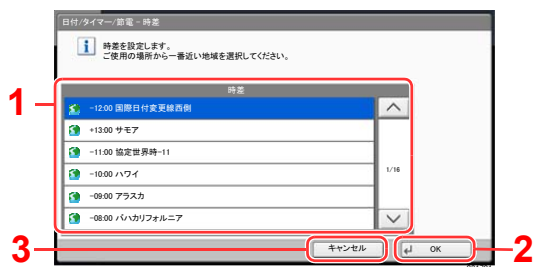 日付/タイマー/節電 - 時差
時差を設定します。
ご使用の場所から一番近い地域を選択してください。
時差
1
-12:00 国際日付変更線西側
+13:00 サモア
-11:00 協定世界時-11
-10:00 ハワイ
1/16
-09:00 アラスカ
-08:00 バハカリフォルニア
3
キャンセル
OK
2